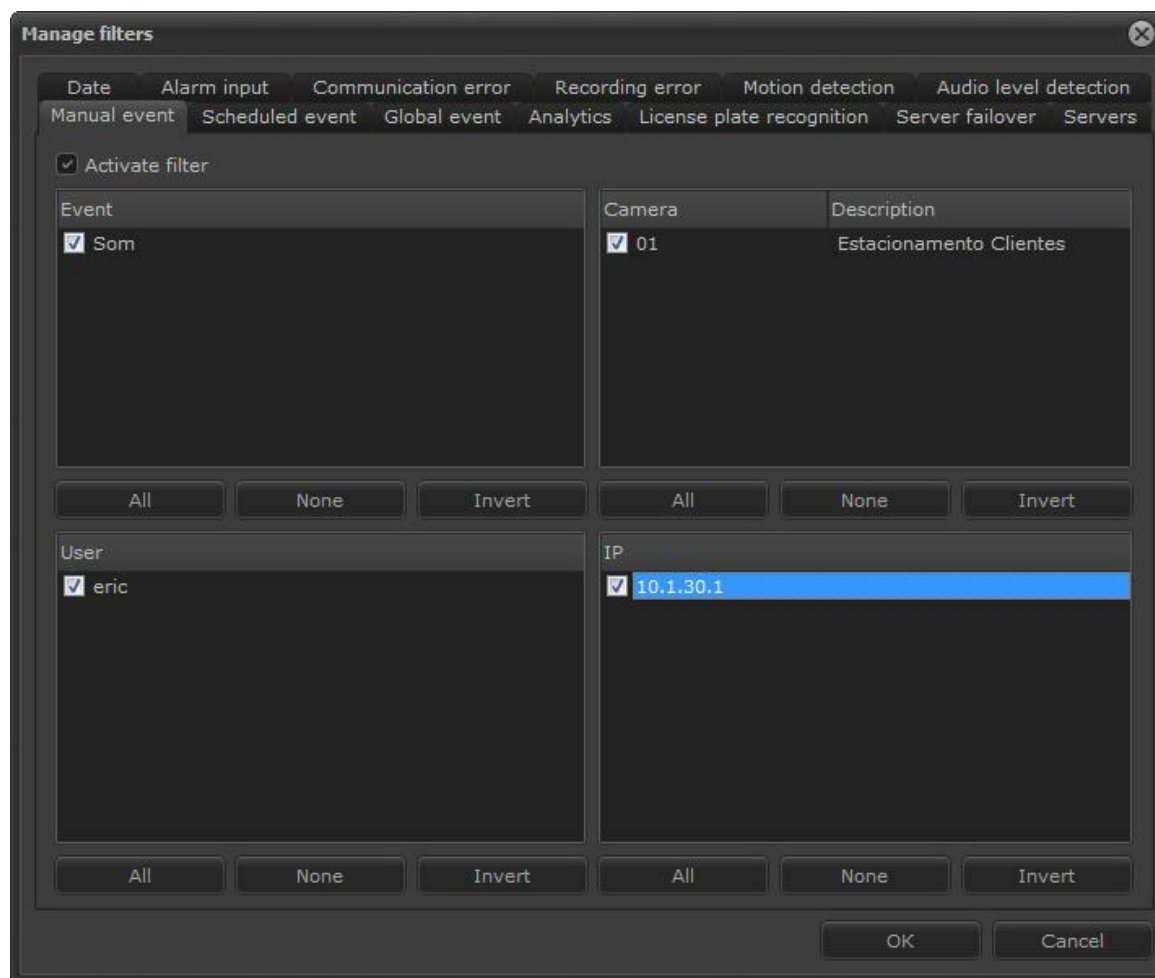 Manage filters
Date Alarm input Communication error Recording error Motion detection Audio level detection
Manual event Scheduled event Global event Analytics License plate recognition Server failover Servers
Activate filter
Event Camera Description
Som 01 Estacionamento Clientes
All None Invert All None Invert
User IP
eric 10.1.30.1
All None Invert All None Invert
OK Cancel